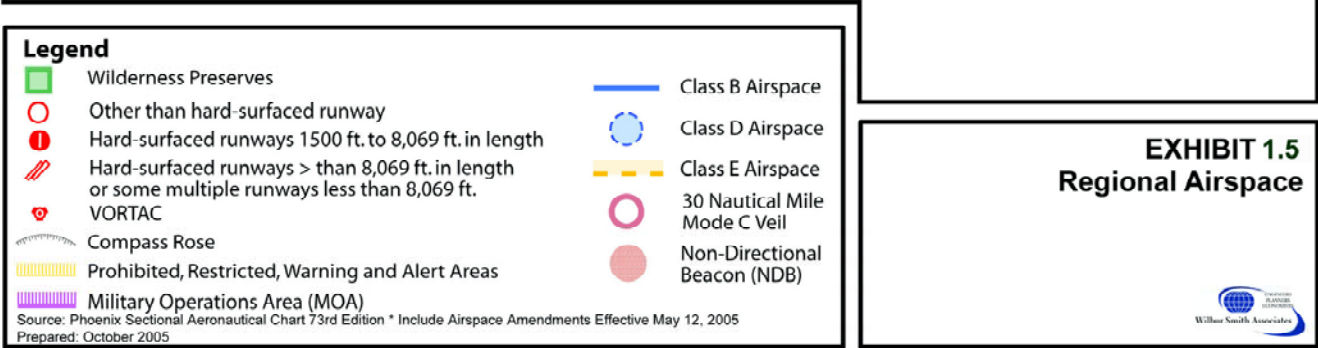 Legend
Wilderness Preserves
Other than hard-surfaced runway
Hard-surfaced runways 1500 ft. to 8,069 ft. in length
Hard-surfaced runways > than 8,069 ft. in length
or some multiple runways less than 8,069 ft.
VORTAC
Compass Rose
Prohibited, Restricted, Warning and Alert Areas
Military Operations Area (MOA)
Class B Airspace
Class D Airspace
Class E Airspace
30 Nautical Mile
Mode C Veil
Non-Directional
Beacon (NDB)
Source: Phoenix Sectional Aeronautical Chart 73rd Edition * Include Airspace Amendments Effective May 12, 2005
Prepared: October 2005
EXHIBIT 1.5
Regional Airspace
PLANNERS
ECONOMISTS
Wilbur Smith Associates